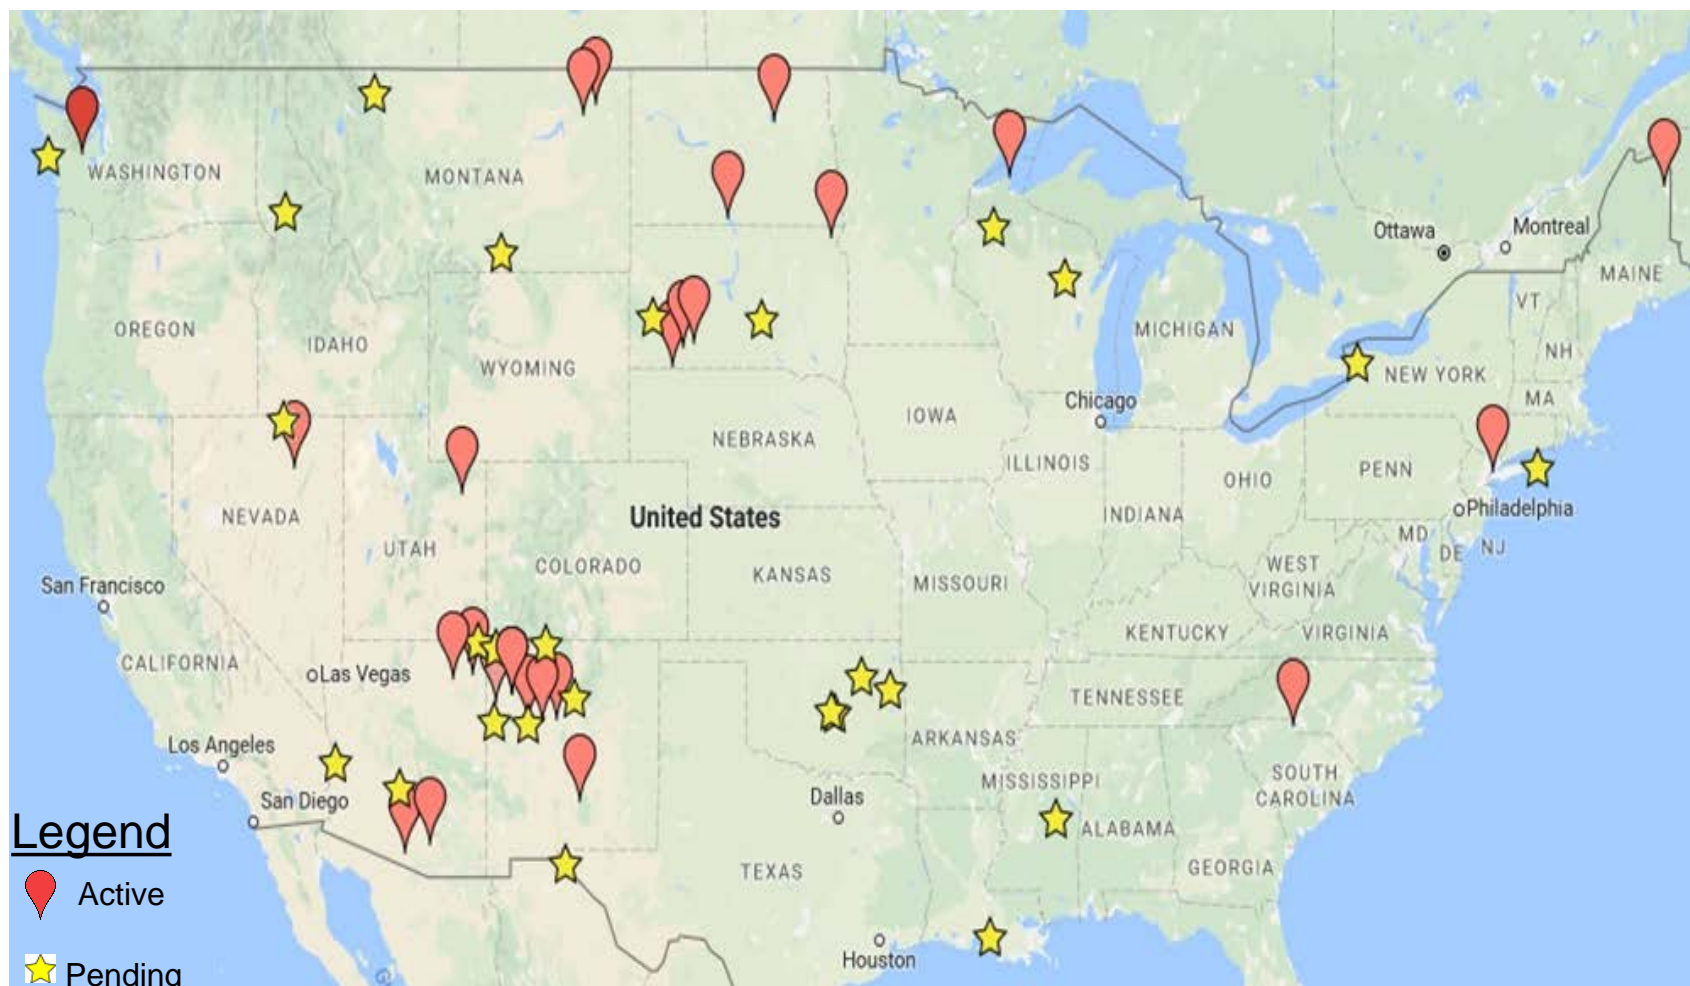 WASHINGTON
MONTANA
Ottawa
Montreal
MAINE
VT
OREGON
IDAHO
MICHIGAN
NH
WYOMING
NEW YORK
MA
Chicago
IOWA
NEBRASKA
ILLINOIS
PENN
OHIO
United States
Philadelphia
NEVADA
INDIANA
MD
NJ
DE
UTAH
COLORADO
KANSAS
WEST
VIRGINIA
MISSOURI
San Francisco
KENTUCKY
VIRGINIA
CALIFORNIA
Las Vegas
TENNESSEE
ARKANSAS
Los Angeles
MISSISSIPPI
SOUTH
CAROLINA
San Diego
Dallas
ALABAMA
Legend
TEXAS
GEORGIA
Active
Houston
Pending